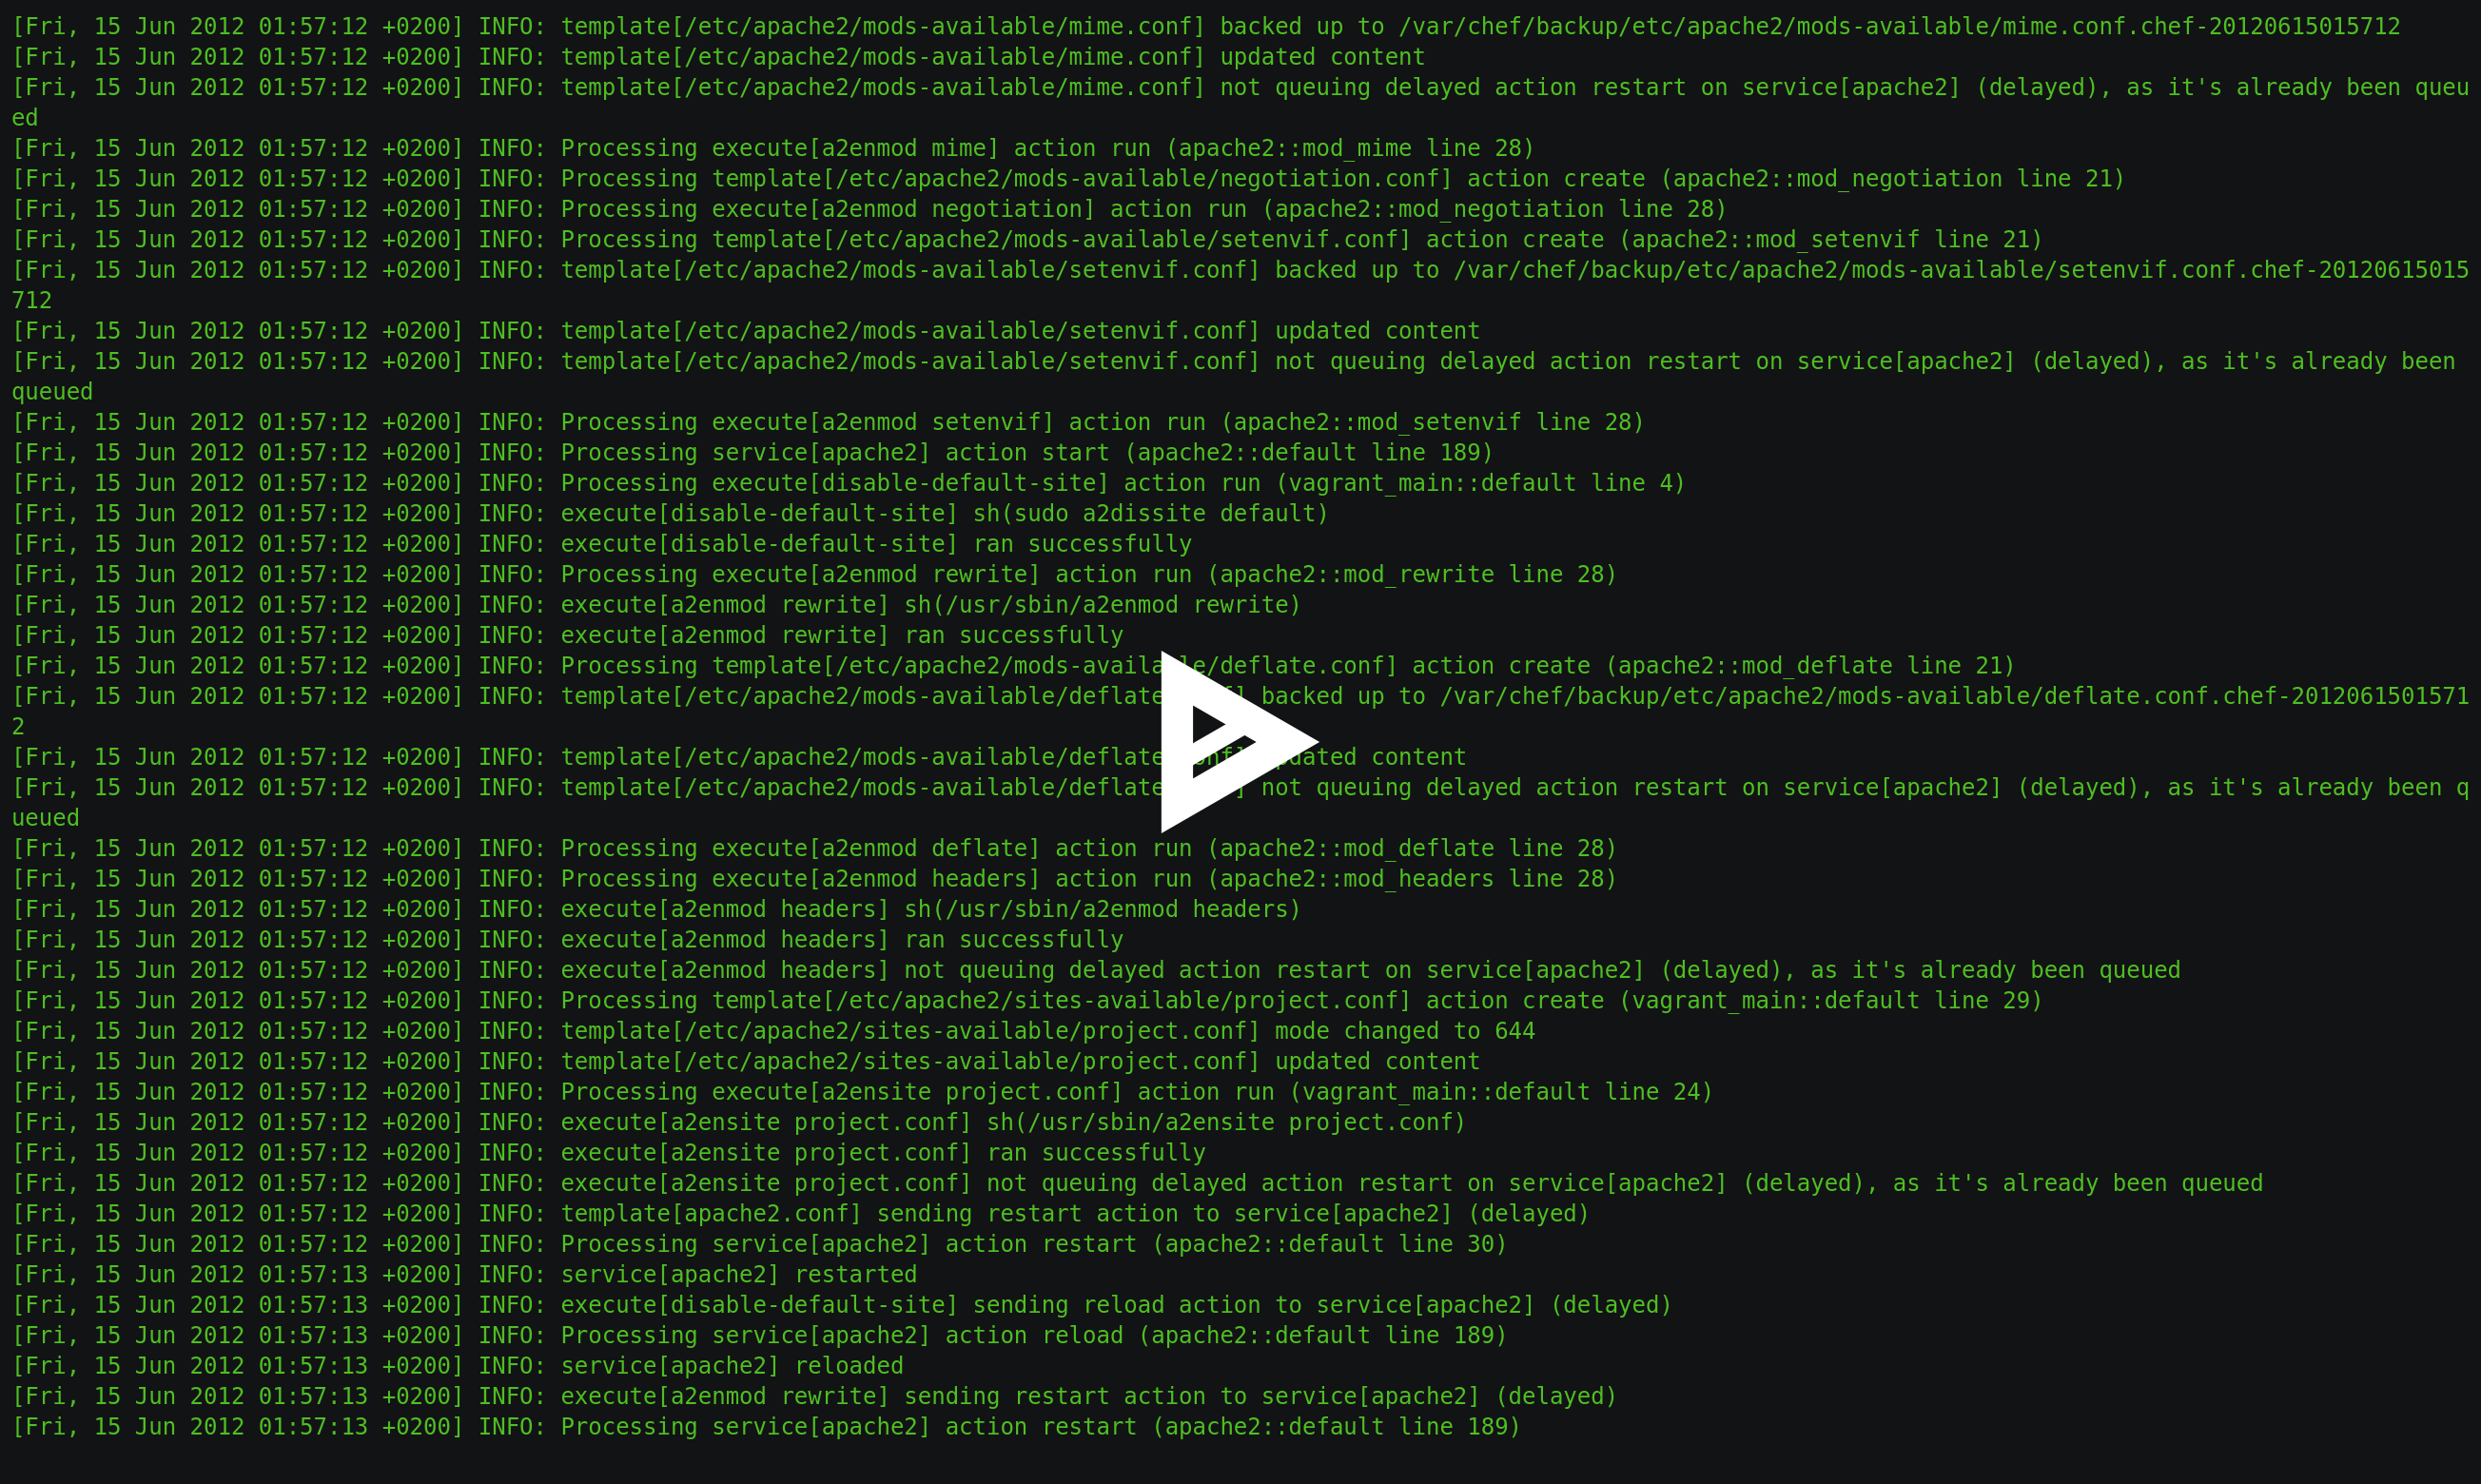 [Fri, 15 Jun 2012 01:57:12 +0200] INFO: template[/etc/apache2/mods-available/mime.conf] backed up to /var/chef/backup/etc/apache2/mods-available/mime.conf.chef-20120615015712
[Fri, 15 Jun 2012 01:57:12 +0200] INFO: template[/etc/apache2/mods-available/mime.conf] updated content
[Fri, 15 Jun 2012 01:57:12 +0200] INFO: template[/etc/apache2/mods-available/mime.conf] not queuing delayed action restart on service[apache2] (delayed), as it's already been queu
ed
[Fri, 15 Jun 2012 01:57:12 +0200] INFO: Processing execute[a2enmod mime] action run (apache2::mod_mime line 28)
[Fri, 15 Jun 2012 01:57:12 +0200] INFO: Processing template[/etc/apache2/mods-available/negotiation.conf] action create (apache2::mod_negotiation line 21)
[Fri, 15 Jun 2012 01:57:12 +0200] INFO: Processing execute[a2enmod negotiation] action run (apache2::mod_negotiation line 28)
[Fri, 15 Jun 2012 01:57:12 +0200] INFO: Processing template[/etc/apache2/mods-available/setenvif.conf] action create (apache2::mod_setenvif line 21)
[Fri, 15 Jun 2012 01:57:12 +0200] INFO: template[/etc/apache2/mods-available/setenvif.conf] backed up to /var/chef/backup/etc/apache2/mods-available/setenvif.conf.chef-20120615015
712
[Fri, 15 Jun 2012 01:57:12 +0200] INFO: template[/etc/apache2/mods-available/setenvif.conf] updated content
[Fri, 15 Jun 2012 01:57:12 +0200] INFO: template[/etc/apache2/mods-available/setenvif.conf] not queuing delayed action restart on service[apache2] (delayed), as it's already been
queued
[Fri, 15 Jun 2012 01:57:12 +0200] INFO: Processing execute[a2enmod setenvif] action run (apache2::mod_setenvif line 28)
[Fri, 15 Jun 2012 01:57:12 +0200] INFO: Processing service[apache2] action start (apache2::default line 189)
[Fri, 15 Jun 2012 01:57:12 +0200] INFO: Processing execute[disable-default-site] action run (vagrant_main::default line 4)
[Fri, 15 Jun 2012 01:57:12 +0200] INFO: execute[disable-default-site] sh(sudo a2dissite default)
[Fri, 15 Jun 2012 01:57:12 +0200] INFO: execute[disable-default-site] ran successfully
[Fri, 15 Jun 2012 01:57:12 +0200] INFO: Processing execute[a2enmod rewrite] action run (apache2::mod_rewrite line 28)
[Fri, 15 Jun 2012 01:57:12 +0200] INFO: execute[a2enmod rewrite] sh(/usr/sbin/a2enmod rewrite)
[Fri, 15 Jun 2012 01:57:12 +0200] INFO: execute[a2enmod rewrite] ran successfully
[Fri, 15 Jun 2012 01:57:12 +0200] INFO: Processing template[/etc/apache2/mods-available/deflate.conf] action create (apache2::mod_deflate line 21)
[Fri, 15 Jun 2012 01:57:12 +0200] INFO: template[/etc/apache2/mods-available/deflate backed up to /var/chef/backup/etc/apache2/mods-available/deflate.conf.chef-2012061501571
2
[Fri, 15 Jun 2012 01:57:12 +0200] INFO: template[/etc/apache2/mods-available/deflate.conf] updated content
[Fri, 15 Jun 2012 01:57:12 +0200] INFO: template[/etc/apache2/mods-available/deflate ] not queuing delayed action restart on service[apache2] (delayed), as it's already been q
ueued
[Fri, 15 Jun 2012 01:57:12 +0200] INFO: Processing execute[a2enmod deflate] action run (apache2::mod_deflate line 28)
[Fri, 15 Jun 2012 01:57:12 +0200] INFO: Processing execute[a2enmod headers] action run (apache2::mod_headers line 28)
[Fri, 15 Jun 2012 01:57:12 +0200] INFO: execute[a2enmod headers] sh(/usr/sbin/a2enmod headers)
[Fri, 15 Jun 2012 01:57:12 +0200] INFO: execute[a2enmod headers] ran successfully
[Fri, 15 Jun 2012 01:57:12 +0200] INFO: execute[a2enmod headers] not queuing delayed action restart on service[apache2] (delayed), as it's already been queued
[Fri, 15 Jun 2012 01:57:12 +0200] INFO: Processing template[/etc/apache2/sites-available/project.conf] action create (vagrant_main::default line 29)
[Fri, 15 Jun 2012 01:57:12 +0200] INFO: template[/etc/apache2/sites-available/project.conf] mode changed to 644
[Fri, 15 Jun 2012 01:57:12 +0200] INFO: template[/etc/apache2/sites-available/project.conf] updated content
[Fri, 15 Jun 2012 01:57:12 +0200] INFO: Processing execute[a2ensite project.conf] action run (vagrant_main::default line 24)
[Fri, 15 Jun 2012 01:57:12 +0200] INFO: execute[a2ensite project.conf] sh(/usr/sbin/a2ensite project.conf)
[Fri, 15 Jun 2012 01:57:12 +0200] INFO: execute[a2ensite project.conf] ran successfully
[Fri, 15 Jun 2012 01:57:12 +0200] INFO: execute[a2ensite project.conf] not queuing delayed action restart on service[apache2] (delayed), as it's already been queued
[Fri, 15 Jun 2012 01:57:12 +0200] INFO: template[apache2.conf] sending restart action to service[apache2] (delayed)
[Fri, 15 Jun 2012 01:57:12 +0200] INFO: Processing service[apache2] action restart (apache2::default line 30)
[Fri, 15 Jun 2012 01:57:13 +0200] INFO: service[apache2] restarted
[Fri, 15 Jun 2012 01:57:13 +0200] INFO: execute[disable-default-site] sending reload action to service[apache2] (delayed)
[Fri, 15 Jun 2012 01:57:13 +0200] INFO: Processing service[apache2] action reload (apache2::default line 189)
[Fri, 15 Jun 2012 01:57:13 +0200] INFO: service[apache2] reloaded
[Fri, 15 Jun 2012 01:57:13 +0200] INFO: execute[a2enmod rewrite] sending restart action to service[apache2] (delayed)
[Fri, 15 Jun 2012 01:57:13 +0200] INFO: Processing service[apache2] action restart (apache2::default line 189)